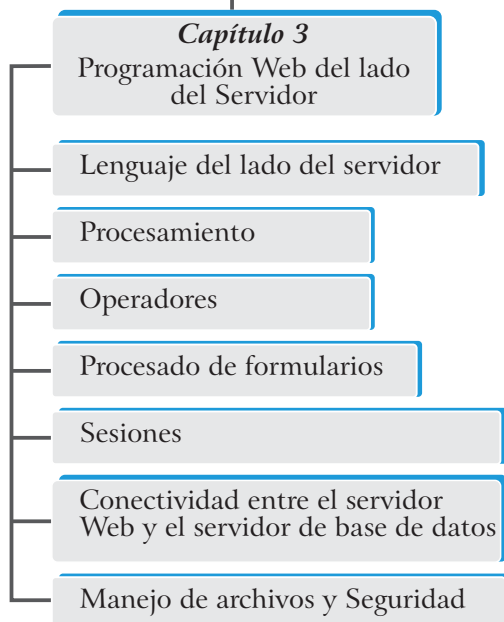 Capítulo 3
Programación Web del lado
del Servidor
Lenguaje del lado del servidor
Procesamiento
Operadores
Procesado de formularios
Sesiones
Conectividad entre el servidor
Web y el servidor de base de datos
Manejo de archivos y Seguridad